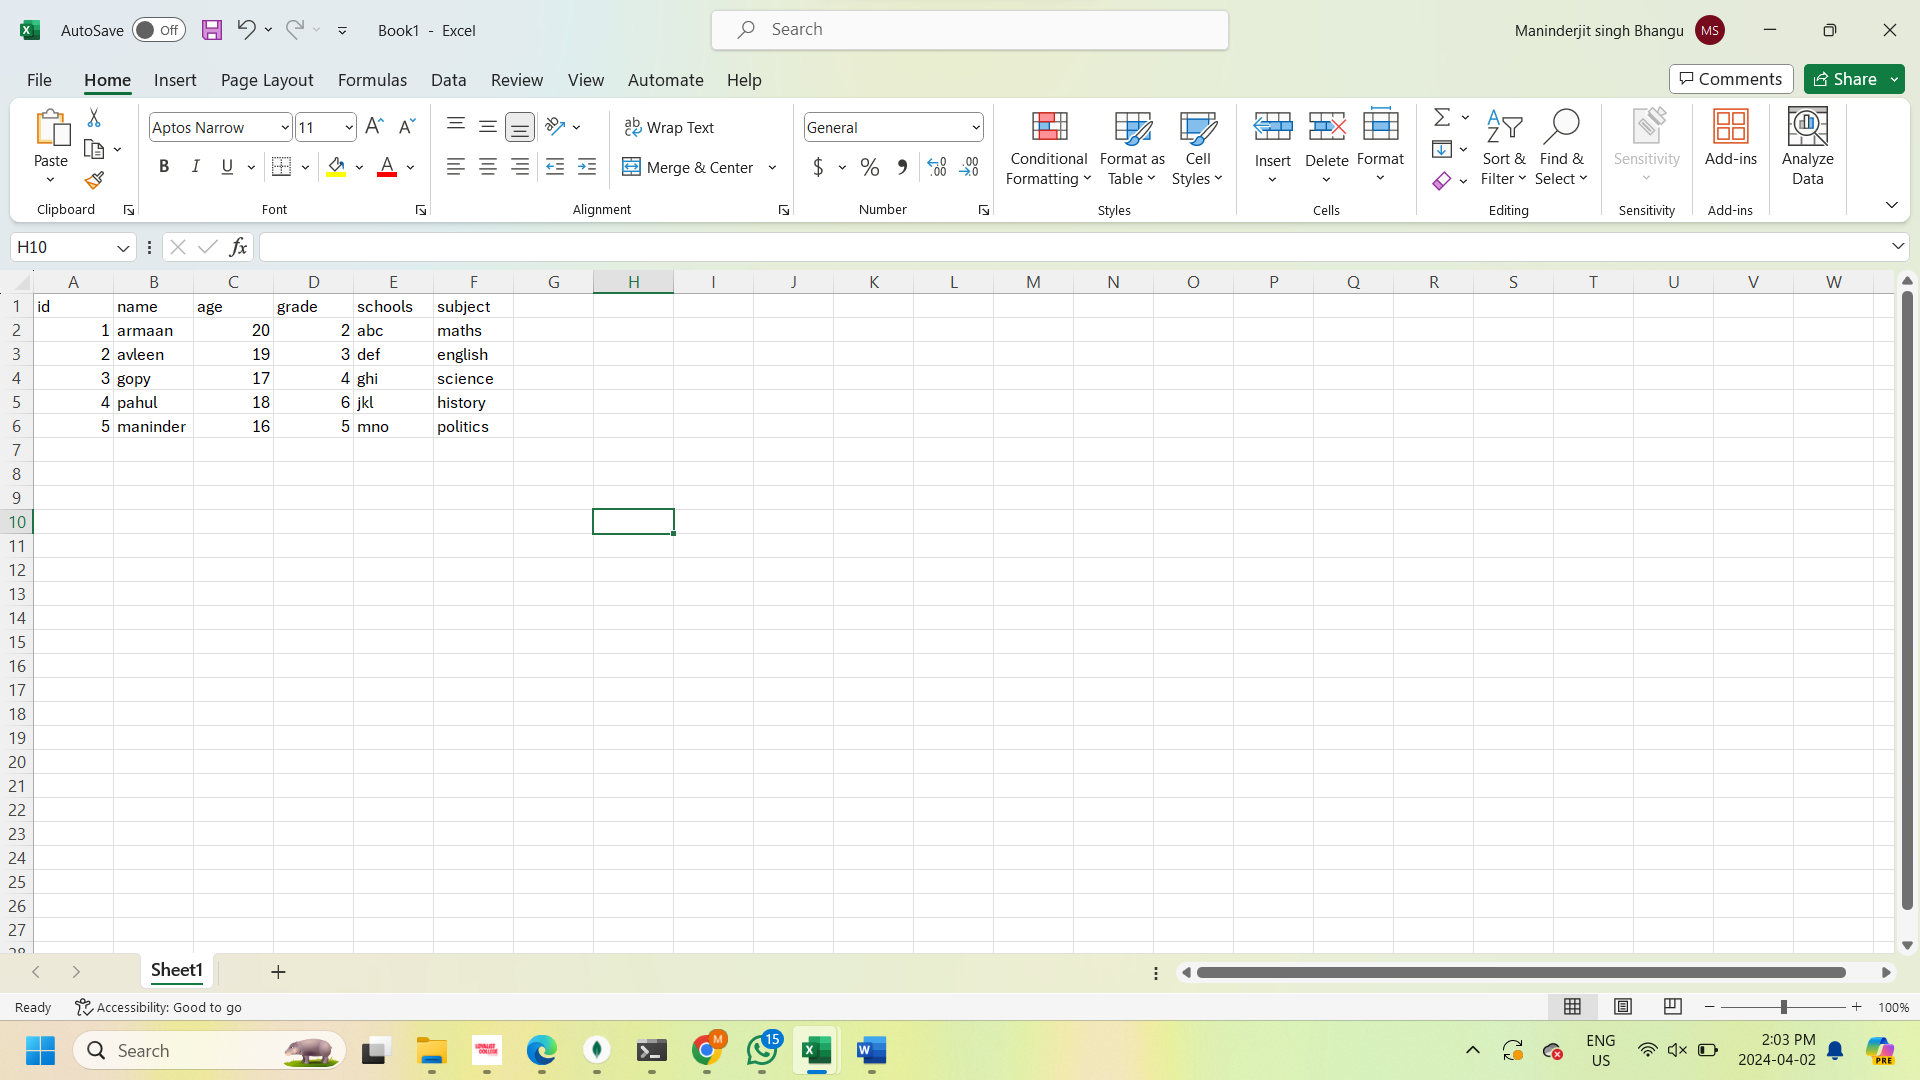 AutoSave Off Book1 - Excel Search Maninderjit singh Bhangu MS
File Home Insert Page Layout Formulas Data Review View Automate Help Comments Share
Paste Aptos Narrow 11 Wrap Text General Conditional Formatting Format as Table Cell Styles Insert Delete Format Sort & Filter Find & Select Sensitivity Add-ins Analyze Data
B I U A Merge & Center $ %
Clipboard Font Alignment Number Styles Cells Editing Sensitivity Add-ins
H10 fx
A B C D E F G H I J K L M N O P Q R S T U V W
1 id name age grade schools subject
2 1 armaan 20 2 abc maths
3 2 avleen 19 3 def english
4 3 gopy 17 4 ghi science
5 4 pahul 18 6 jkl history
6 5 maninder 16 5 mno politics
7
8
9
10
11
12
13
14
15
16
17
18
19
20
21
22
23
24
25
26
27
28
Sheet1
Ready Accessibility: Good to go 100%
Search M 15 ENG US 2:03 PM 2024-04-02 PRE